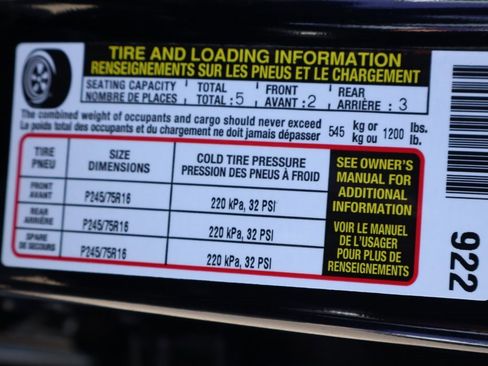 TIRE AND LOADING INFORMATION
RENSEIGNEMENTS SUR LES PNEUS ET LE CHARGEMENT
SEATING CAPACITY TOTAL FRONT REAR
NOMBRE DE PLACES TOTAL : 5 AVANT : 2 ARRIÈRE : 3
The combined weight of occupants and cargo should never exceed 545 kg or 1200 lbs.
Le poids total des occupants et du chargement ne doit jamais dépasser kg ou lb.
TIRE SIZE COLD TIRE PRESSURE
PNEU DIMENSIONS PRESSION DES PNEUS À FROID
FRONT
AVANT P245/75R16 220 kPa, 32 PSI
REAR
ARRIÈRE P245/75R16 220 kPa, 32 PSI
SPARE
DE SECOURS P245/75R16 220 kPa, 32 PSI
SEE OWNER'S
MANUAL FOR
ADDITIONAL
INFORMATION
VOIR LE MANUEL
DE L'USAGER
POUR PLUS DE
RENSEIGNEMENTS
922